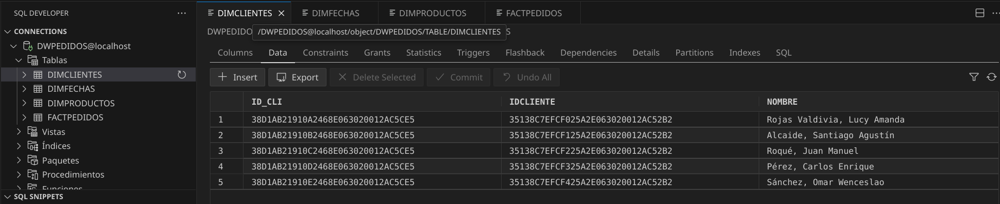 SQL DEVELOPER
CONNECTIONS
DWPEDIDOS@localhost
Tablas
DIMCLIENTES
DIMFECHAS
DIMPRODUCTOS
FACTPEDIDOS
Vistas
Índices
Paquetes
Procedimientos
Funciones
SQL SNIPPETS
DIMCLIENTES DIMFECHAS DIMPRODUCTOS FACTPEDIDOS
DWPEDIDO /DWPEDIDOS@localhost/object/DWPEDIDOS/TABLE/DIMCLIENTES S
Columns Data Constraints Grants Statistics Triggers Flashback Dependencies Details Partitions Indexes SQL
Insert Export Delete Selected Commit Undo All
ID_CLI IDCLIENTE NOMBRE
1 38D1AB21910A2468E063020012AC5CE5 35138C7EFCF025A2E063020012AC52B2 Rojas Valdivia, Lucy Amanda
2 38D1AB21910B2468E063020012AC5CE5 35138C7EFCF125A2E063020012AC52B2 Alcaide, Santiago Agustín
3 38D1AB21910C2468E063020012AC5CE5 35138C7EFCF225A2E063020012AC52B2 Roqué, Juan Manuel
4 38D1AB21910D2468E063020012AC5CE5 35138C7EFCF325A2E063020012AC52B2 Pérez, Carlos Enrique
5 38D1AB21910E2468E063020012AC5CE5 35138C7EFCF425A2E063020012AC52B2 Sánchez, Omar Wenceslao